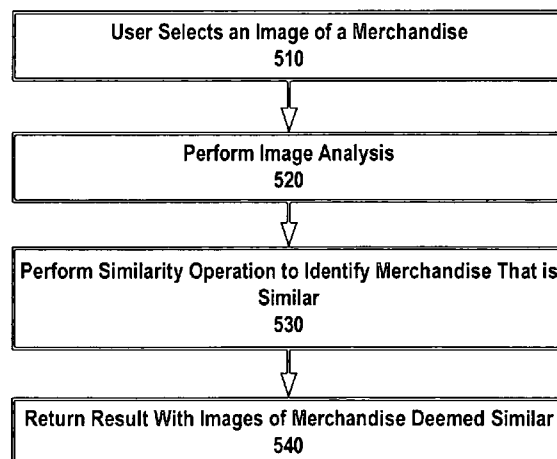 User Selects an Image of a Merchandise
510
Perform Image Analysis
520
Perform Similarity Operation to Identify Merchandise That is
Similar
530
Return Result With Images of Merchandise Deemed Similar
540